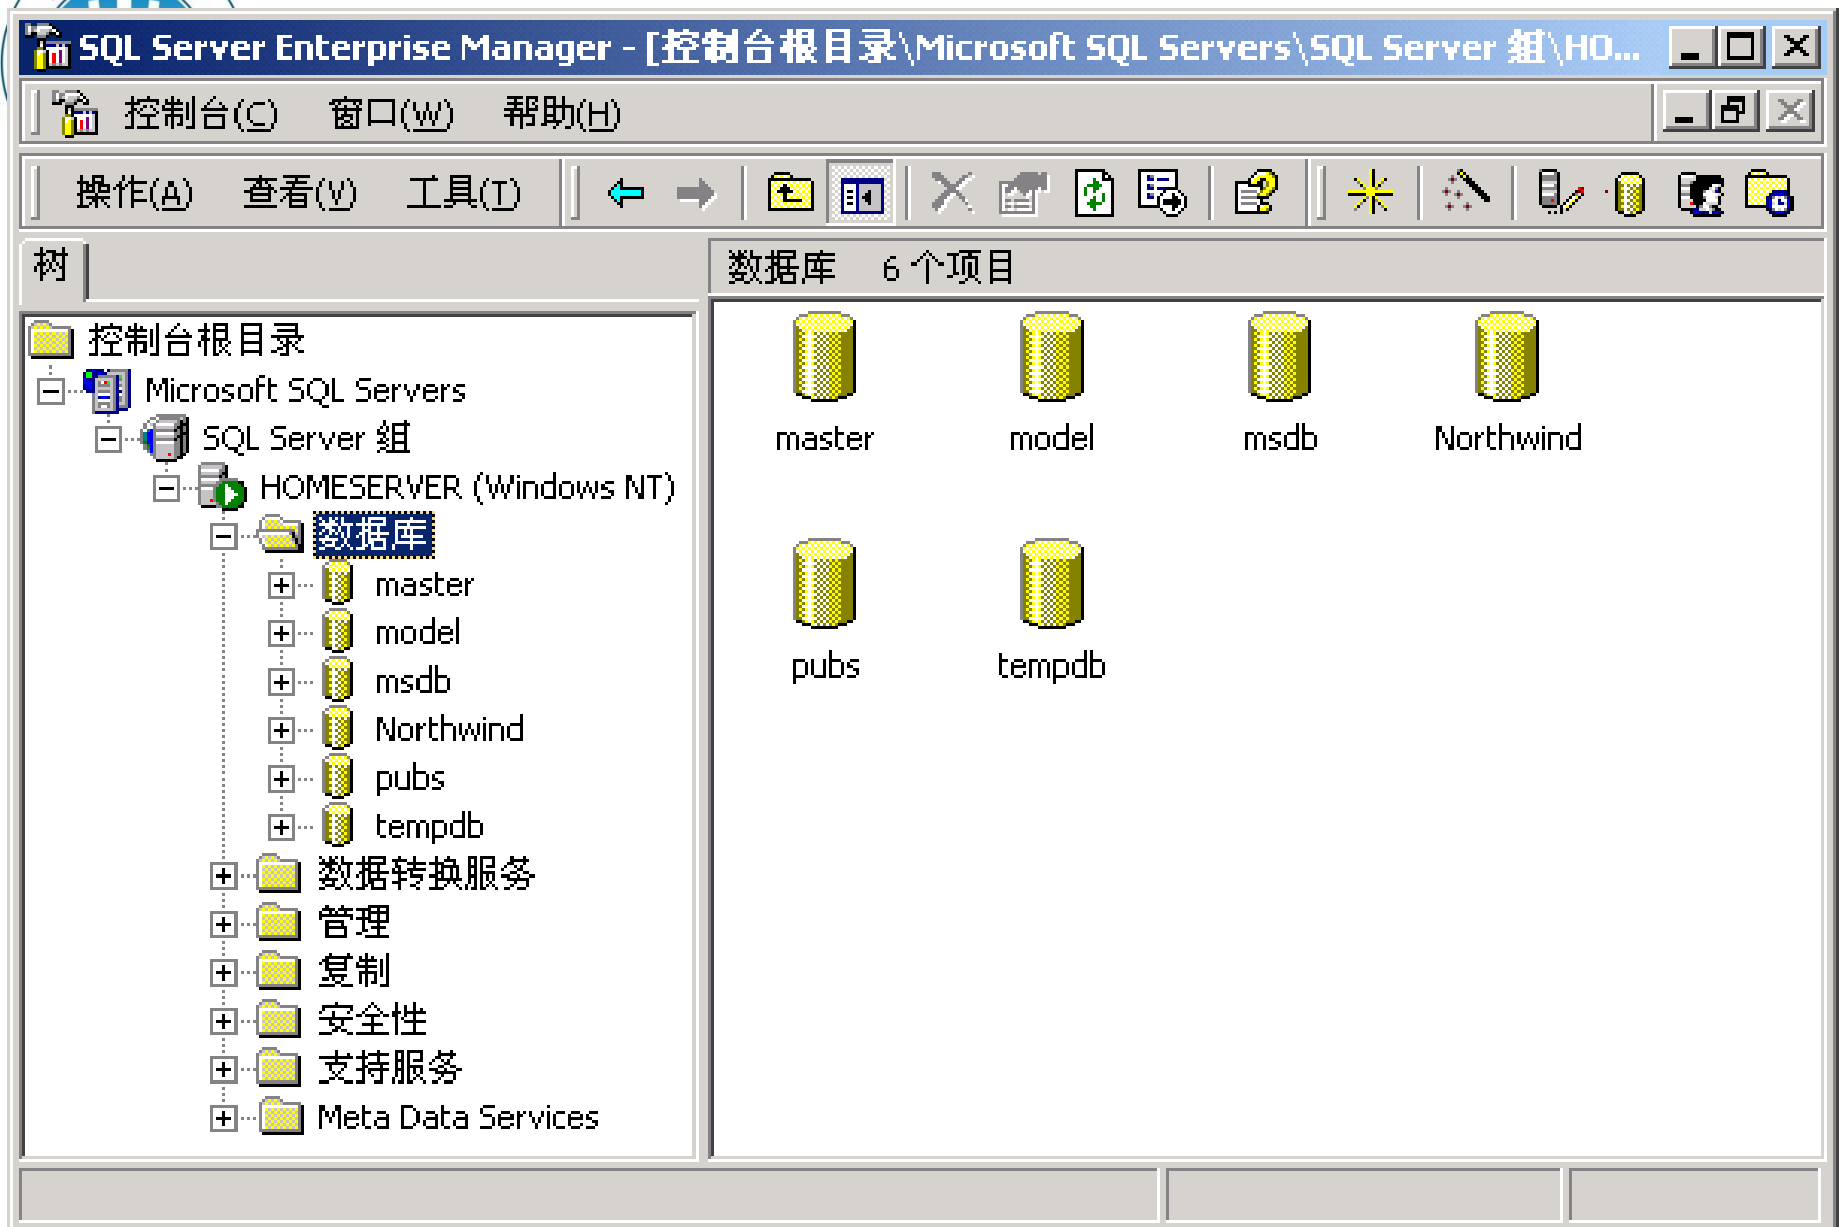 SQL Server Enterprise Manager - [控制台根目录\Microsoft SQL Servers\SQL Server 组\HO...
控制台(C) 窗口(W) 帮助(H)
操作(A) 查看(V) 工具(T)
树
数据库 6 个项目
控制台根目录
Microsoft SQL Servers
SQL Server 组
HOMESERVER (Windows NT)
数据库
master
model
msdb
Northwind
pubs
tempdb
数据转换服务
管理
复制
安全性
支持服务
Meta Data Services
master model msdb Northwind
pubs tempdb